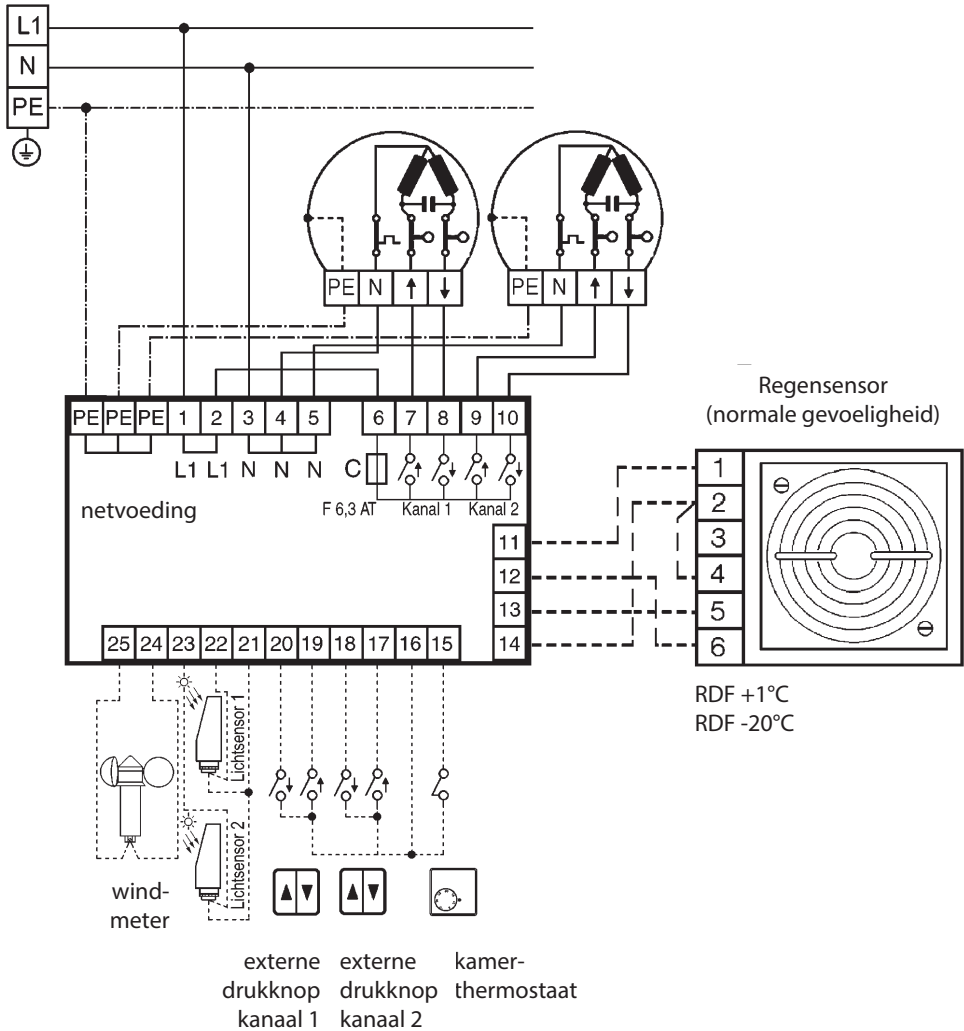 L1
N
PE
PE N ↑ ↓
PE N ↑ ↓
PE PE PE 1 2 3 4 5 6 7 8 9 10
L1 L1 N N N
C
F 6,3 AT Kanal 1 Kanal 2
netvoeding
11
12
13
14
25 24 23 22 21 20 19 18 17 16 15
Regensensor
(normale gevoeligheid)
1
2
3
4
5
6
RDF +1°C
RDF -20°C
Lichtsensor 1
Lichtsensor 2
wind-
meter
externe
drukknop
kanaal 1
externe
drukknop
kanaal 2
kamer-
thermostaat